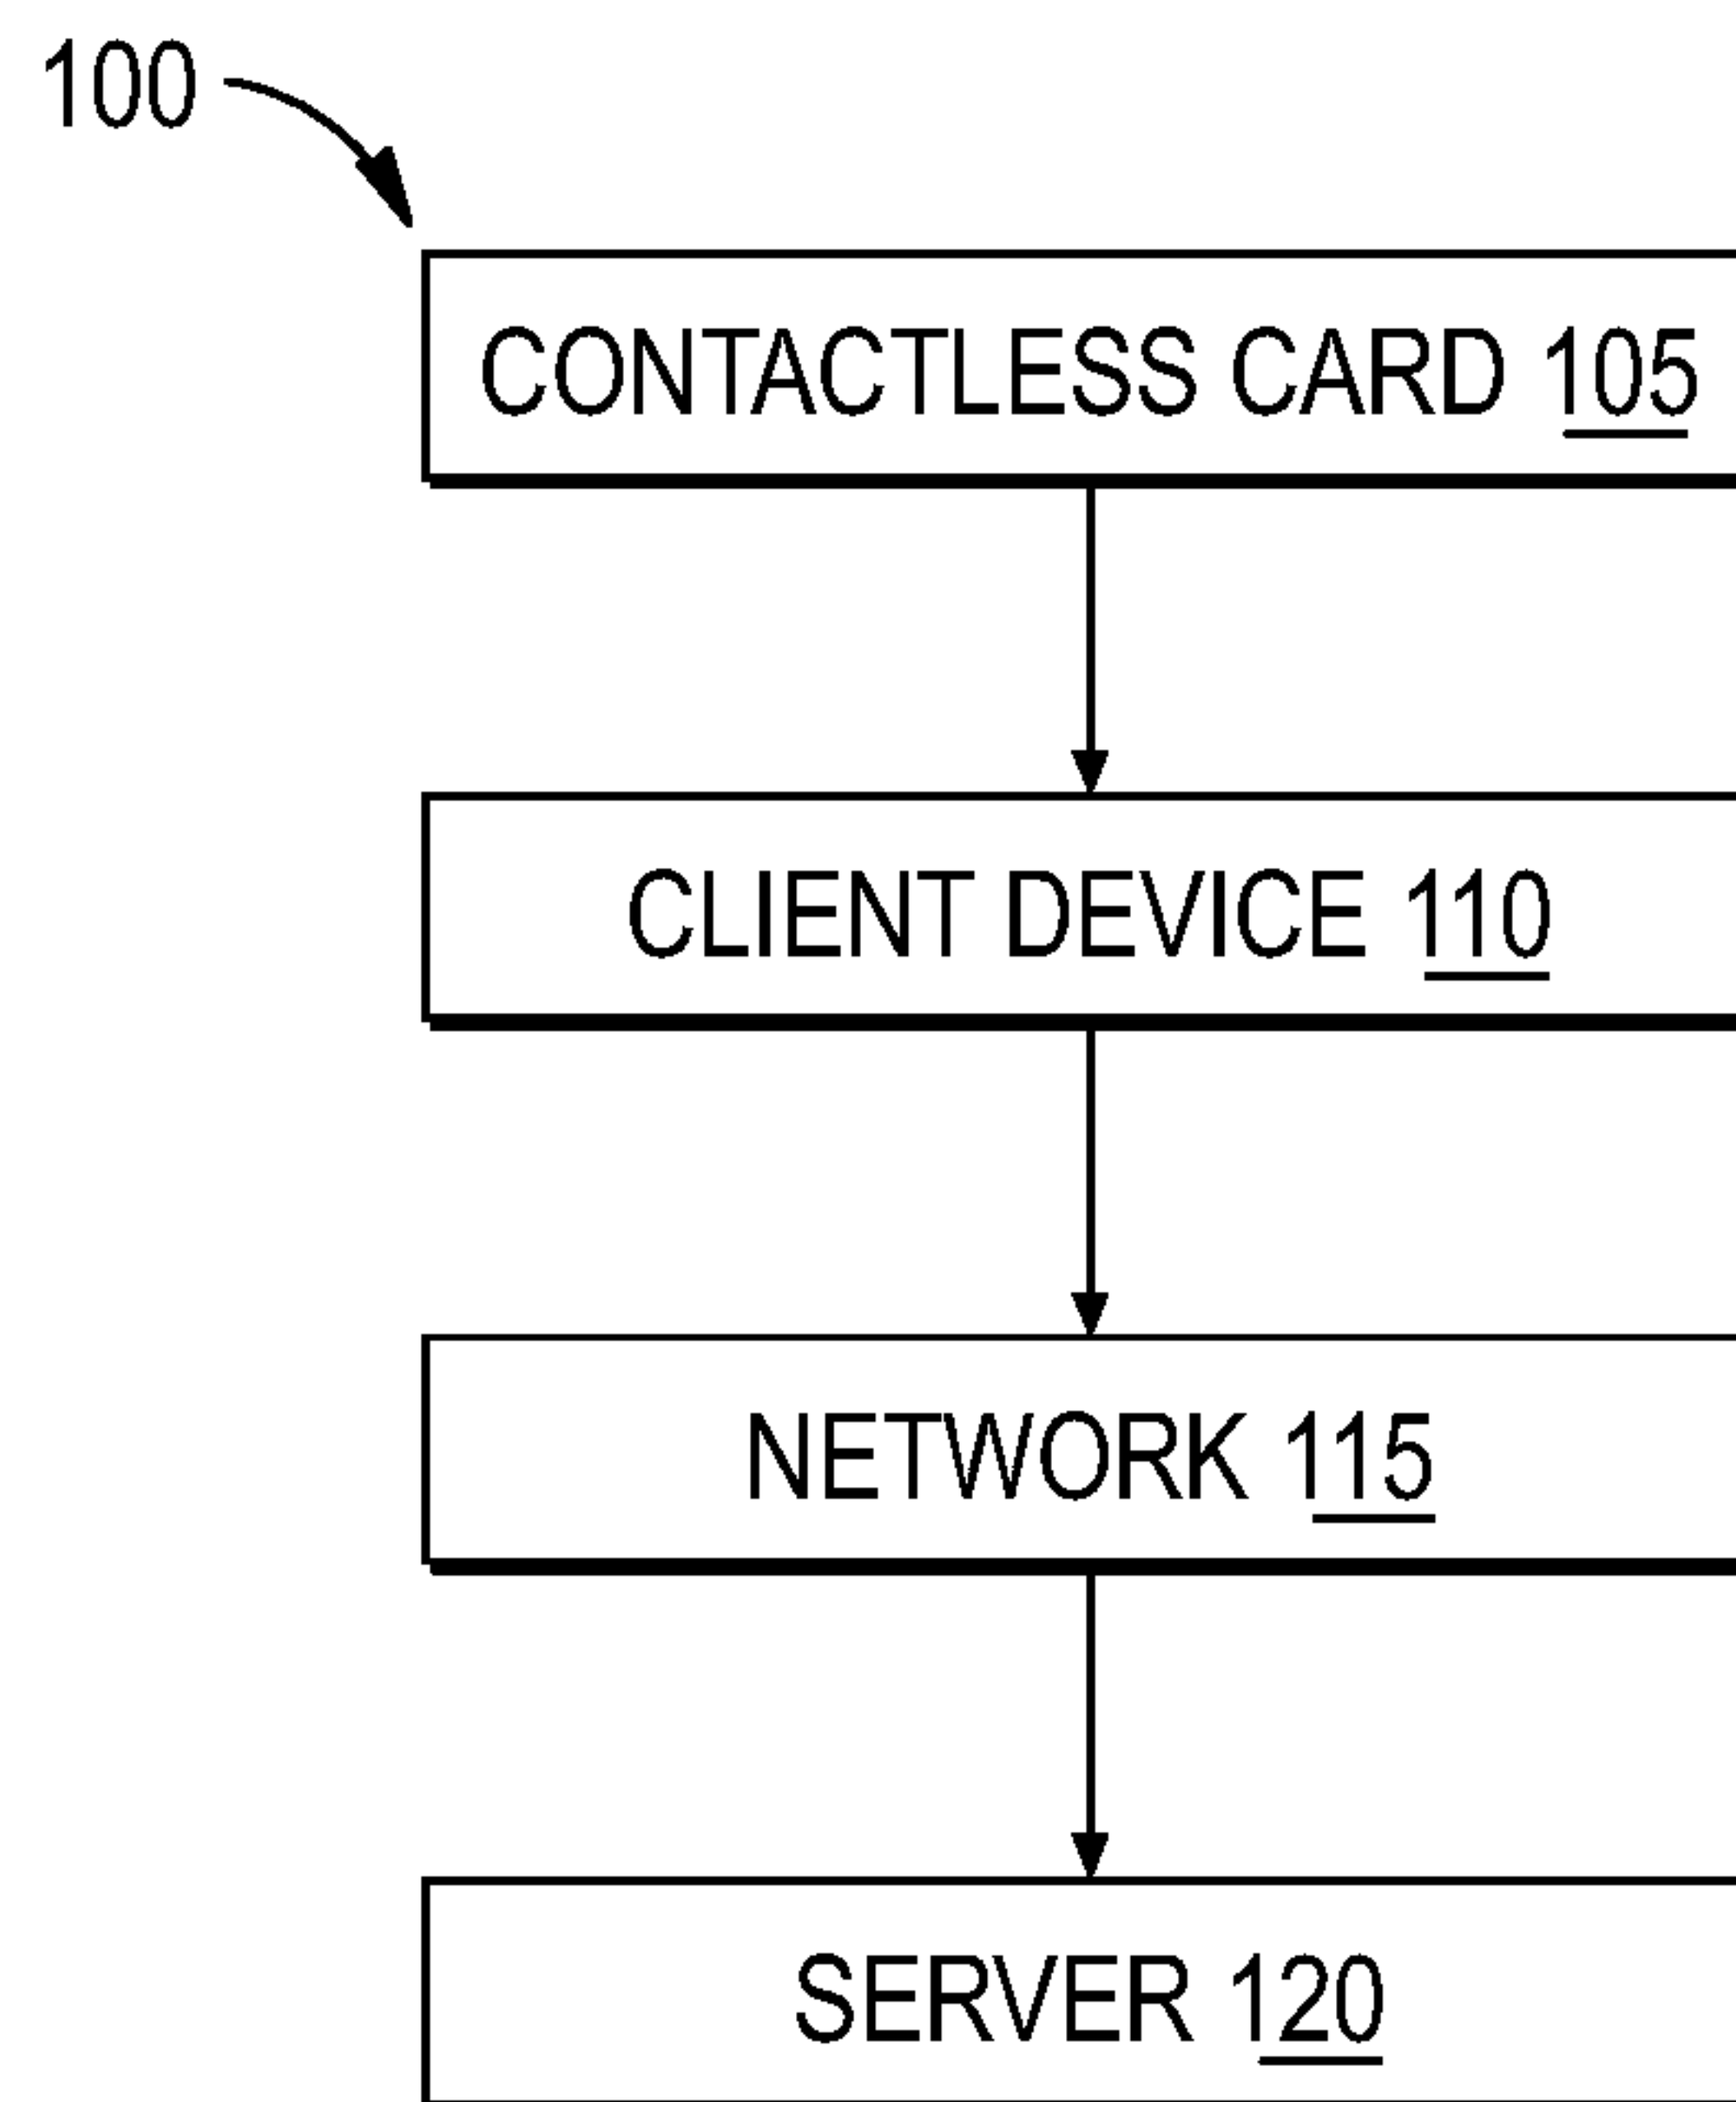 100
CONTACTLESS CARD 105
CLIENT DEVICE 110
NETWORK 115
SERVER 120